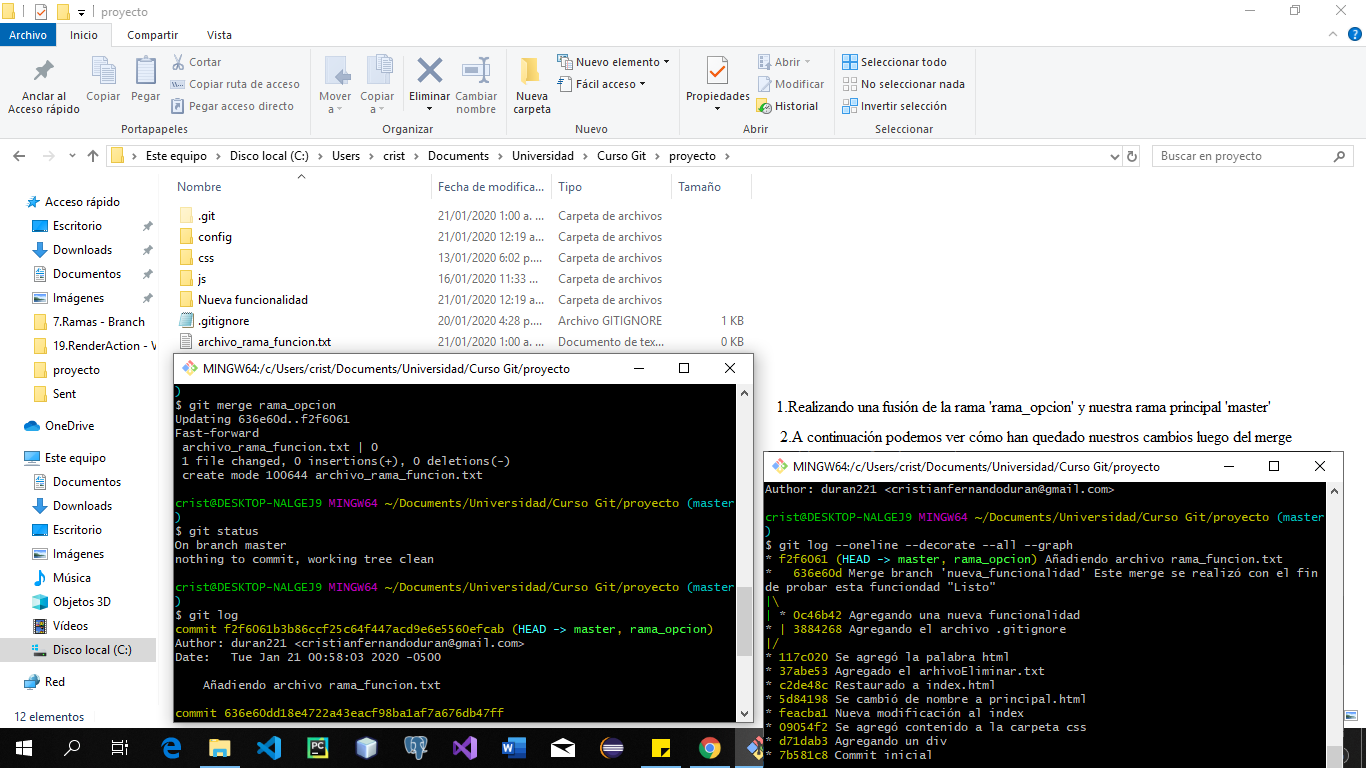 proyecto
Archivo Inicio Compartir Vista
Anclar al
Acceso rápido
Copiar
Pegar
Cortar
Copiar ruta de acceso
Pegar acceso directo
Portapapeles
Mover
a
Copiar
a
Eliminar
Cambiar
nombre
Organizar
Nueva
carpeta
Nuevo elemento
Fácil acceso
Nuevo
Propiedades
Abrir
Modificar
Historial
Abrir
Seleccionar todo
No seleccionar nada
Invertir selección
Seleccionar
Este equipo > Disco local (C:) > Users > crist > Documents > Universidad > Curso Git > proyecto >
Buscar en proyecto
Acceso rápido
Escritorio
Downloads
Documentos
Imágenes
7.Ramas - Branch
19.RenderAction - V
proyecto
Sent
OneDrive
Este equipo
Documentos
Downloads
Escritorio
Imágenes
Música
Objetos 3D
Vídeos
Disco local (C:)
Red
12 elementos
Nombre Fecha de modifica... Tipo Tamaño
.git 21/01/2020 1:00 a. ... Carpeta de archivos
config 21/01/2020 12:19 a... Carpeta de archivos
css 13/01/2020 6:02 p.... Carpeta de archivos
js 16/01/2020 11:33 ... Carpeta de archivos
Nueva funcionalidad 21/01/2020 12:19 a... Carpeta de archivos
.gitignore 20/01/2020 4:28 p.... Archivo GITIGNORE 1 KB
archivo_rama_funcion.txt 21/01/2020 1:00 a. ... Documento de tex... 0 KB
MINGW64:/c/Users/crist/Documents/Universidad/Curso Git/proyecto
)
$ git merge rama_opcion
Updating 636e60d..f2f6061
Fast-forward
archivo_rama_funcion.txt | 0
1 file changed, 0 insertions(+), 0 deletions(-)
create mode 100644 archivo_rama_funcion.txt
crist@DESKTOP-NALGEJ9 MINGW64 ~/Documents/Universidad/Curso Git/proyecto (master
)
$ git status
On branch master
nothing to commit, working tree clean
crist@DESKTOP-NALGEJ9 MINGW64 ~/Documents/Universidad/Curso Git/proyecto (master
)
$ git log
commit f2f6061b3b86ccf25c64f447acd9e6e5560efcab (HEAD -> master, rama_opcion)
Author: duran221 <cristianfernandoduran@gmail.com>
Date: Tue Jan 21 00:58:03 2020 -0500
Añadiendo archivo rama_funcion.txt
commit 636e60dd18e4722a43eacf98ba1af7a676db47ff
1.Realizando una fusión de la rama 'rama_opcion' y nuestra rama principal 'master'
2.A continuación podemos ver cómo han quedado nuestros cambios luego del merge
MINGW64:/c/Users/crist/Documents/Universidad/Curso Git/proyecto
Author: duran221 <cristianfernandoduran@gmail.com>
crist@DESKTOP-NALGEJ9 MINGW64 ~/Documents/Universidad/Curso Git/proyecto (master
)
$ git log --oneline --decorate --all --graph
* f2f6061 (HEAD -> master, rama_opcion) Añadiendo archivo rama_funcion.txt
*   636e60d Merge branch 'nueva_funcionalidad' Este merge se realizó con el fin
de probar esta funciondad "Listo"
|\
| * 0c46b42 Agregando una nueva funcionalidad
* | 3884268 Agregando el archivo .gitignore
|/
* 117c020 Se agregó la palabra html
* 37abe53 Agregado el arhivoEliminar.txt
* c2de48c Restaurado a index.html
* 5d84198 Se cambió de nombre a principal.html
* feacba1 Nueva modificación al index
* 09054f2 Se agregó contenido a la carpeta css
* d71dab3 Agregando un div
* 7b581c8 Commit inicial